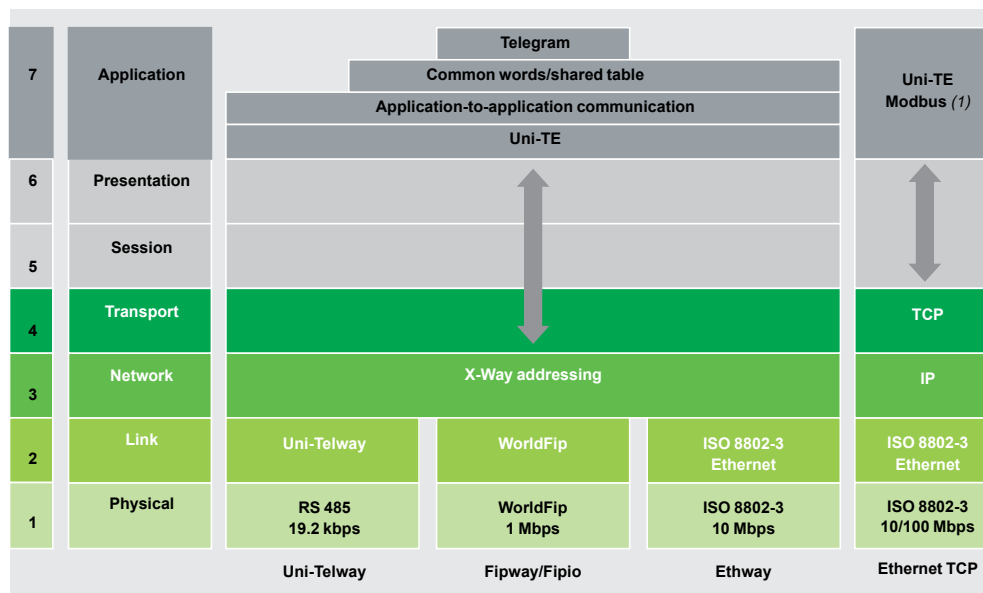 7
Application
Telegram
Common words/shared table
Application-to-application communication
Uni-TE
Uni-TE
Modbus (1)
6
Presentation
Session
5
Transport
4
TCP
Network
3
X-Way addressing
IP
Link
2
Uni-Telway
WorldFip
ISO 8802-3
Ethernet
ISO 8802-3
Ethernet
Physical
1
RS 485
19.2 kbps
WorldFip
1 Mbps
ISO 8802-3
10 Mbps
ISO 8802-3
10/100 Mbps
Uni-Telway
Fipway/Fipio
Ethway
Ethernet TCP